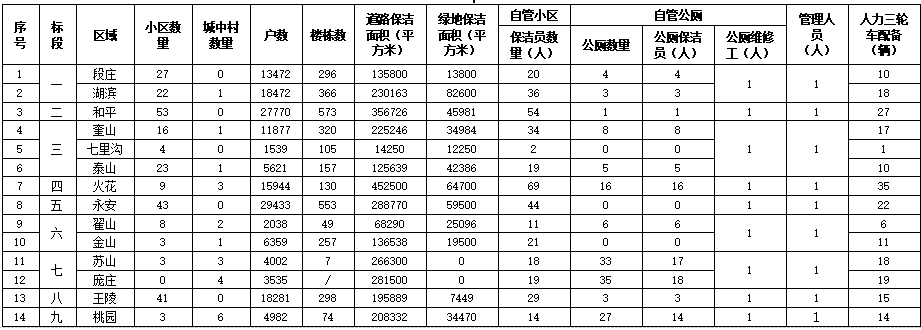 序号 标段 区域 小区数量 城中村数量 户数 楼栋数 道路保洁面积（平方米） 绿地保洁面积（平方米） 自管小区 自管公厕 管理人员（人） 人力三轮车配备（辆）
保洁员数量（人） 公厕数量 公厕保洁员（人） 公厕维修工（人）
1 一 段庄 27 0 13472 296 135800 13800 20 4 4 1 1 10
2 湖滨 22 1 18472 366 230163 82600 36 3 3 18
3 二 和平 53 0 27770 573 356726 45981 54 1 1 1 1 27
4 三 奎山 16 1 11877 320 225246 34984 34 8 8 1 1 17
5 七里沟 4 0 1539 105 14250 12250 2 0 0 1
6 泰山 23 1 5621 157 125639 42386 19 5 5 10
7 四 火花 9 3 15944 130 452500 64700 69 16 16 1 1 35
8 五 永安 43 0 29433 553 288770 59500 44 0 0 1 1 22
9 六 翟山 8 2 2038 49 68290 25096 11 6 6 1 1 6
10 金山 3 1 6359 257 136538 19500 21 0 0 11
11 七 苏山 3 3 4002 7 266300 0 18 33 17 1 1 18
12 庞庄 0 4 3535 / 281500 0 19 35 18 19
13 八 王陵 41 0 18281 298 195889 7449 29 3 3 1 1 15
14 九 桃园 3 6 4982 74 208332 34470 14 27 14 1 1 14